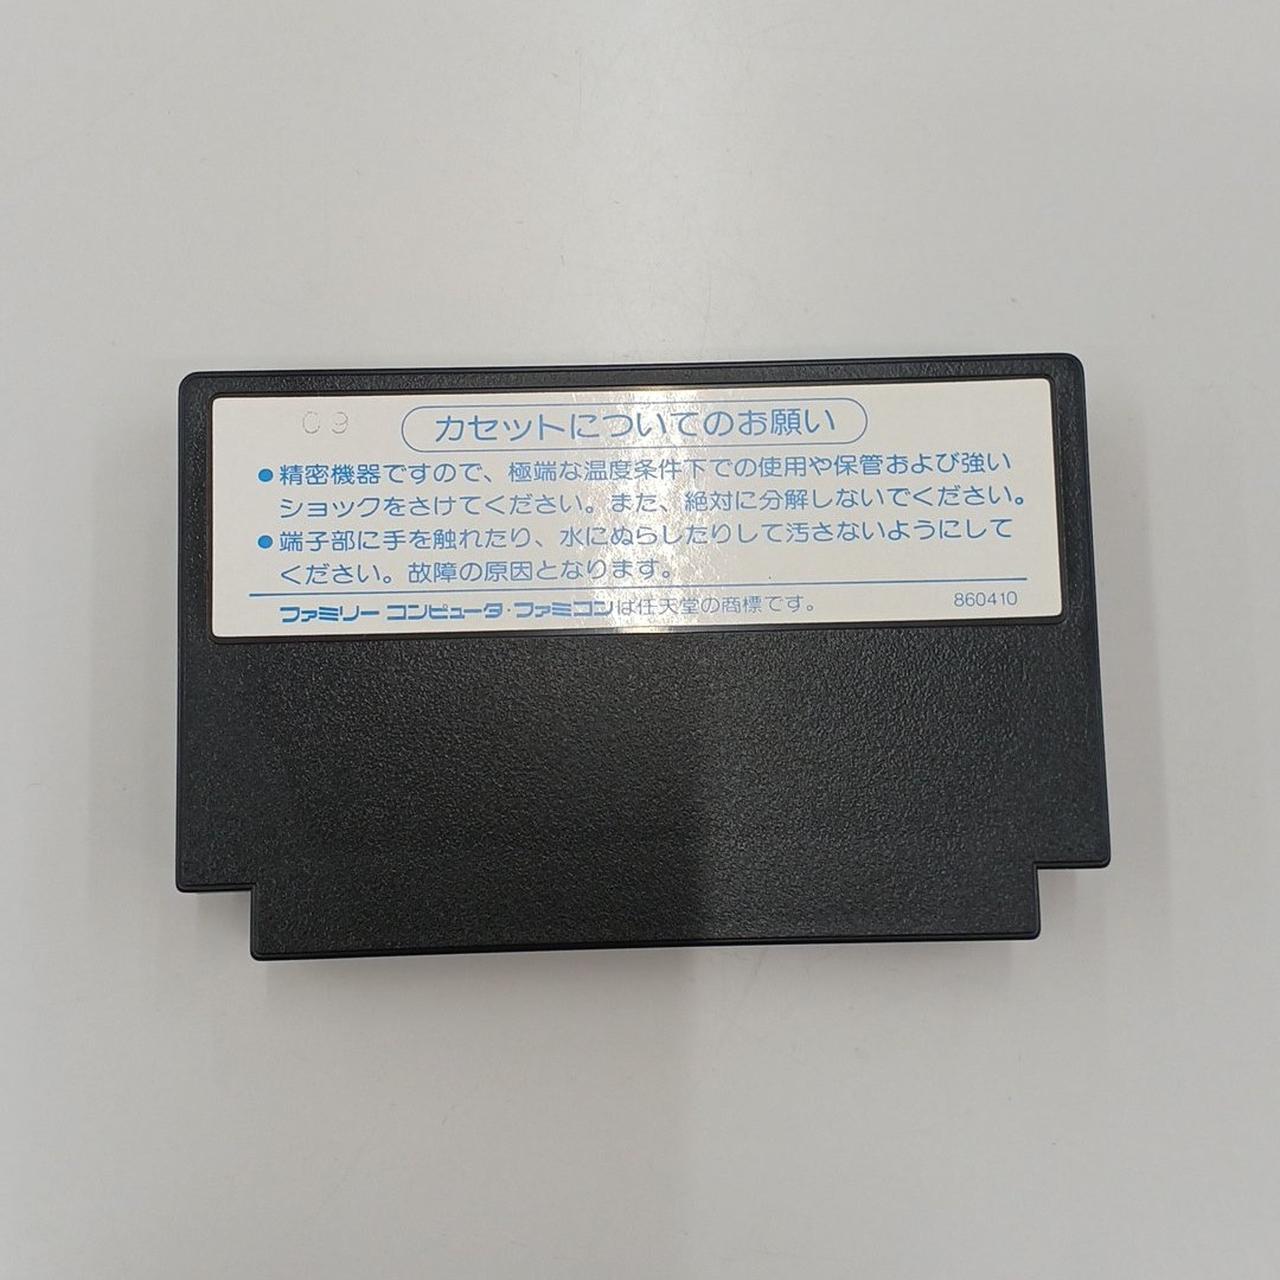 03
カセットについてのお願い
●精密機器ですので、極端な温度条件下での使用や保管および強い
ショックをさけてください。また、絶対に分解しないでください。
●端子部に手を触れたり、水にぬらしたりして汚さないようにして
ください。故障の原因となります。
ファミリーコンピュータ・ファミコンは任天堂の商標です。
860410